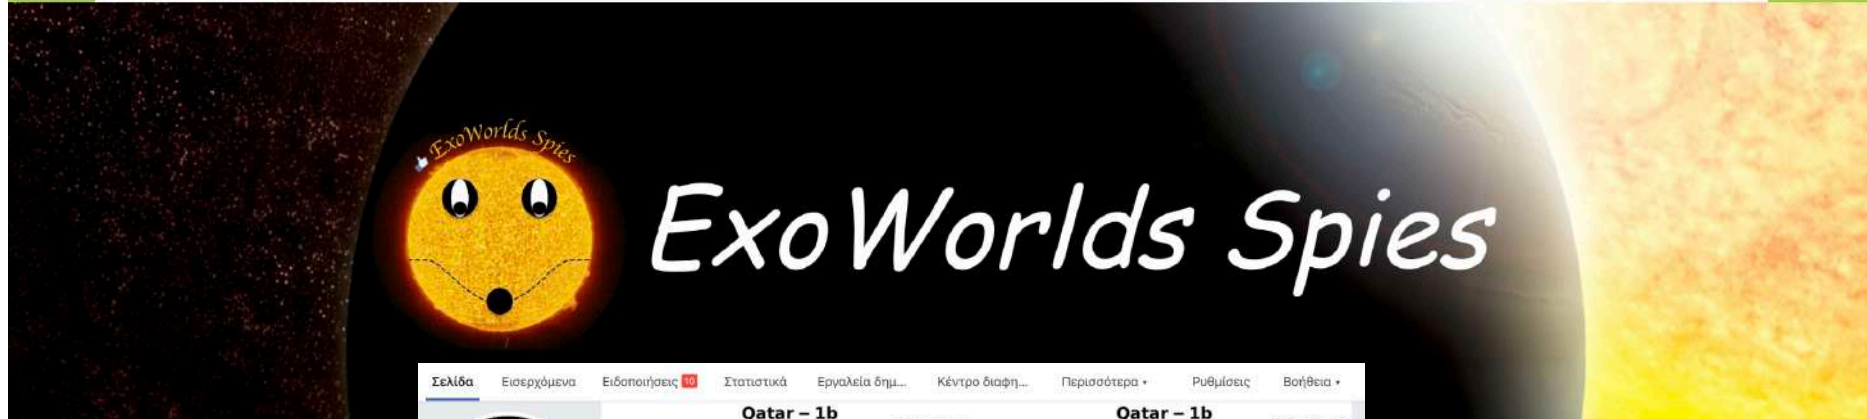 ExoWorlds Spies
ExoWorlds Spies
Σελίδα Εισερχόμενα Ειδοποιήσεις 10 Στατιστικά Εργαλεία δημ... Κέντρο διαφη... Περισσότερα Ρυθμίσεις Βοήθεια
Qatar – 1b Qatar – 1b